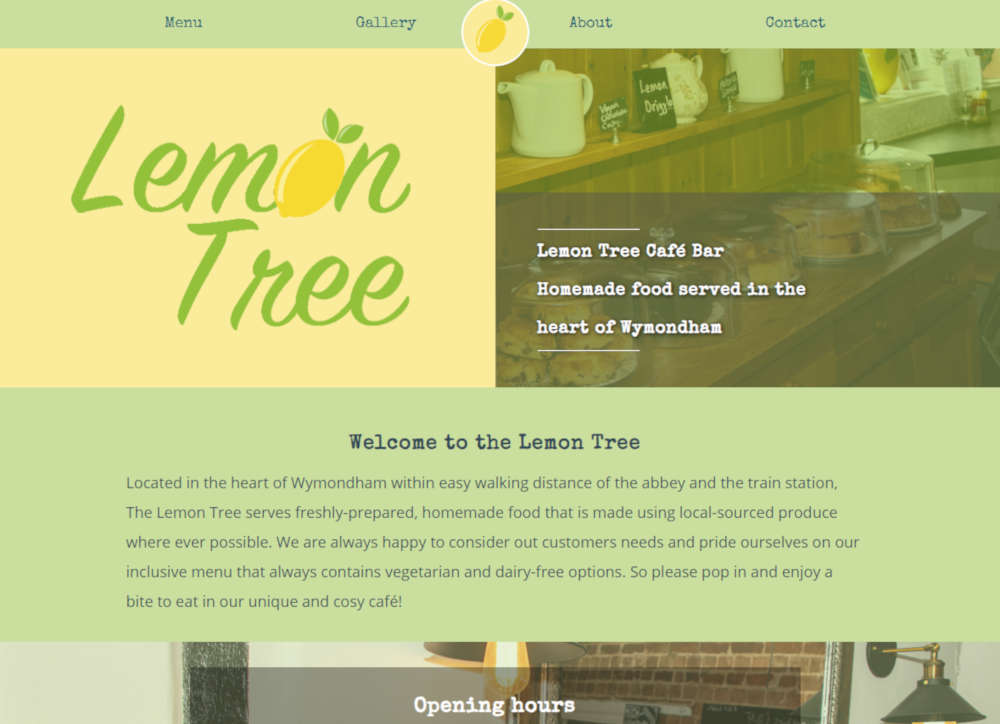 Menu Gallery About Contact
Lemon
Tree
Lemon
Drizzle
Lemon Tree Café Bar
Homemade food served in the
heart of Wymondham
Welcome to the Lemon Tree
Located in the heart of Wymondham within easy walking distance of the abbey and the train station,
The Lemon Tree serves freshly-prepared, homemade food that is made using local-sourced produce
where ever possible. We are always happy to consider out customers needs and pride ourselves on our
inclusive menu that always contains vegetarian and dairy-free options. So please pop in and enjoy a
bite to eat in our unique and cosy café!
Opening hours